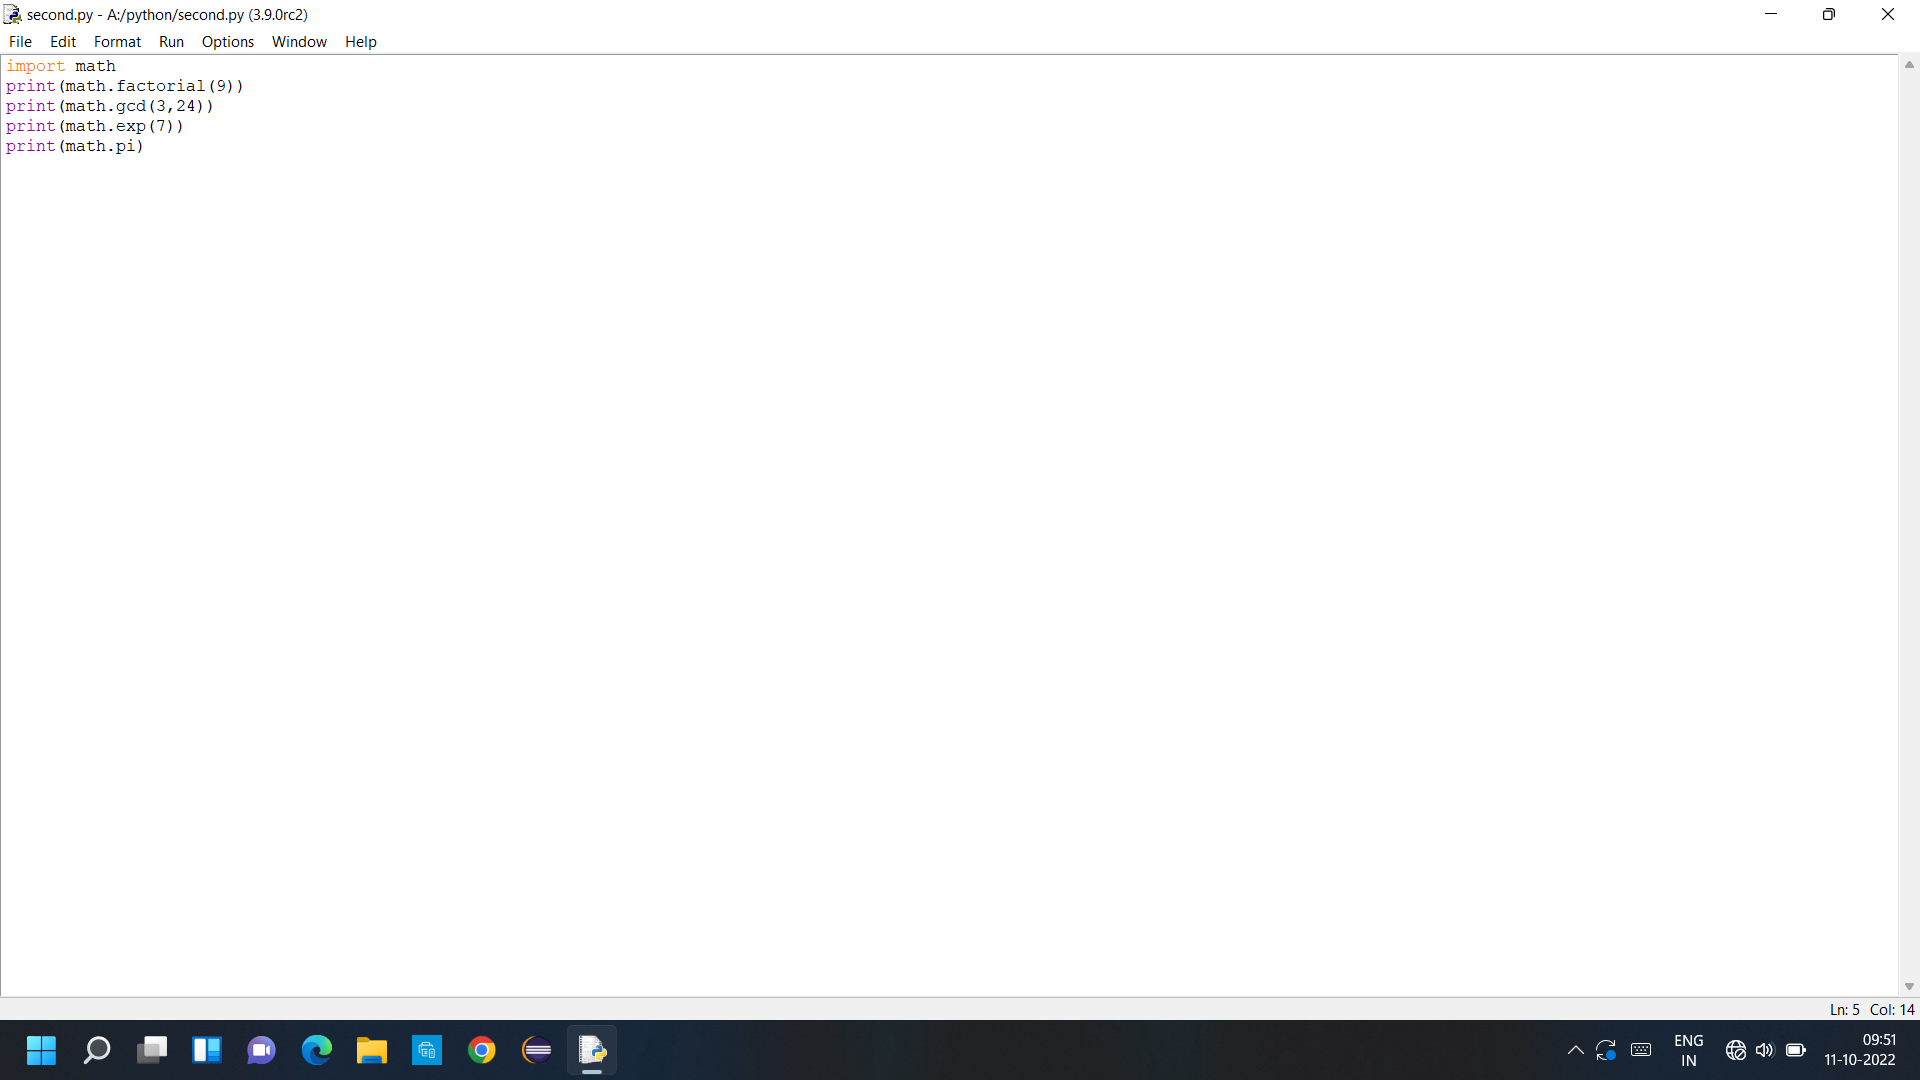 second.py - A:/python/second.py (3.9.0rc2)
File Edit Format Run Options Window Help
import math
print(math.factorial(9))
print(math.gcd(3,24))
print(math.exp(7))
print(math.pi)
Ln: 5 Col: 14
ENG
IN
09:51
11-10-2022